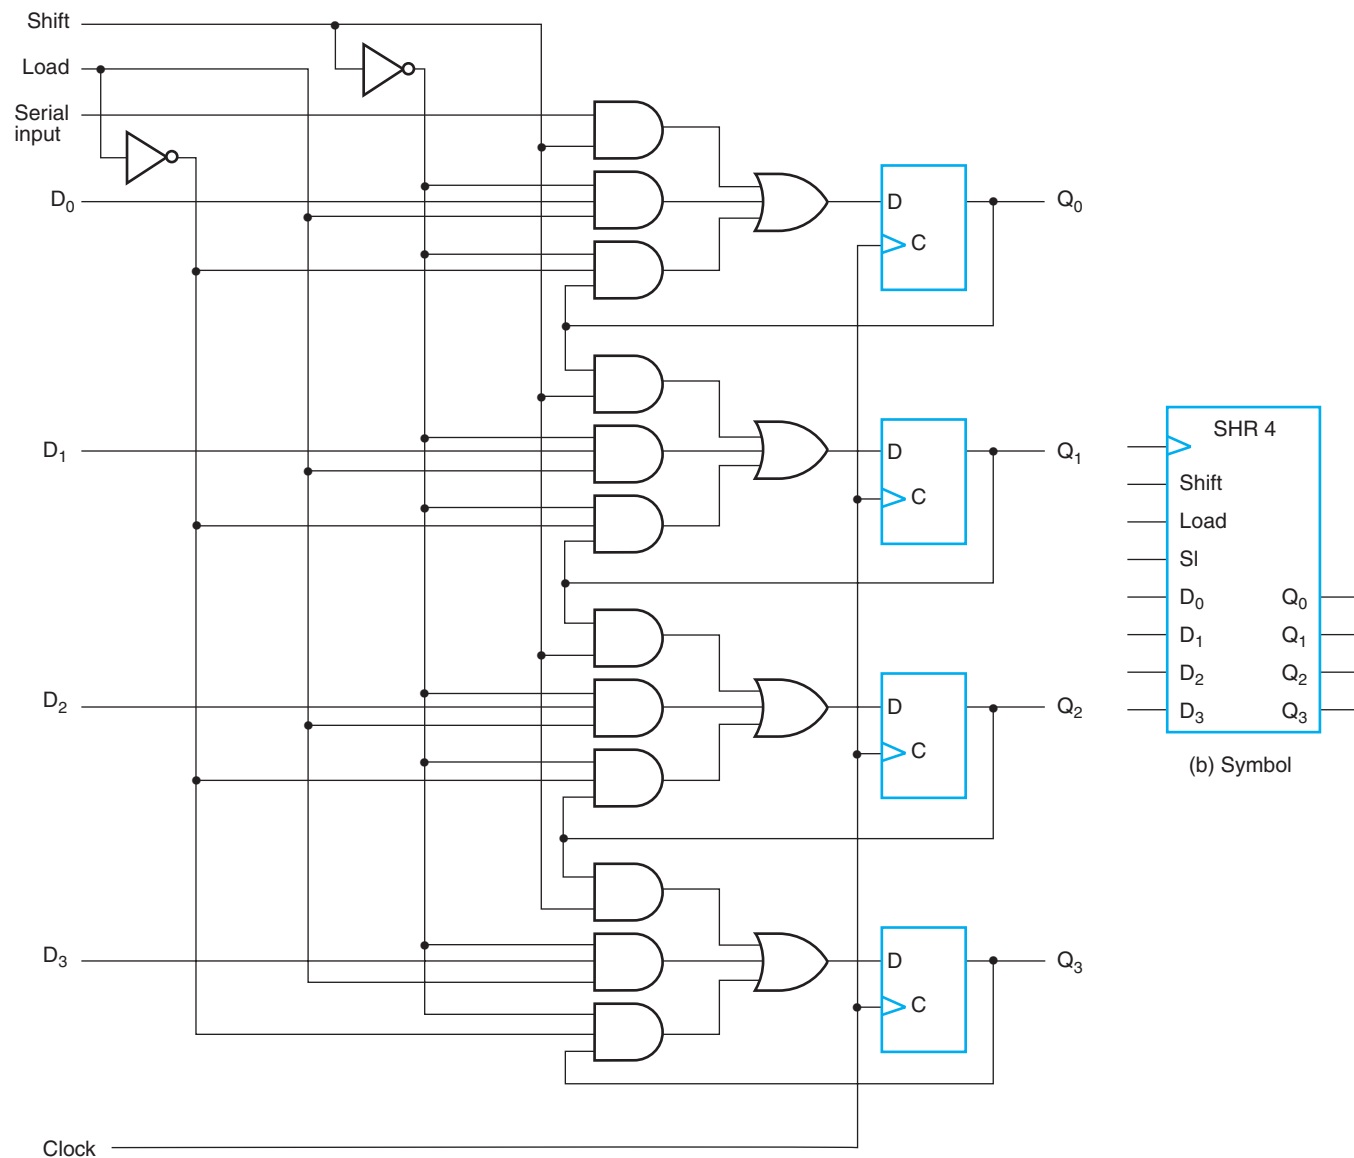 Shift
Load
Serial
input
D₀
D C Q₀
D₁
D C Q₁
D₂
D C Q₂
D₃
D C Q₃
Clock
SHR 4
Shift
Load
SI
D₀ Q₀
D₁ Q₁
D₂ Q₂
D₃ Q₃
(b) Symbol